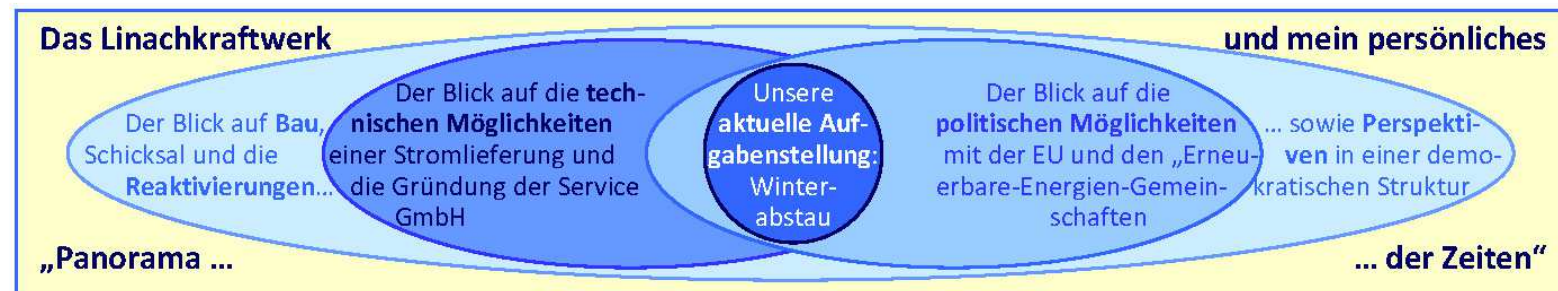 Das Linachkraftwerk
und mein persönliches
Der Blick auf Bau,
Schicksal und die
Reaktivierungen...
Der Blick auf die tech-
nischen Möglichkeiten
einer Stromlieferung und
die Gründung der Service
GmbH
Unsere
aktuelle Auf-
gabenstellung:
Winter-
abstau
Der Blick auf die
politischen Möglichkeiten
mit der EU und den „Erneu-
erbare-Energien-Gemein-
schaften
... sowie Perspekti-
ven in einer demo-
kratischen Struktur
„Panorama ...
... der Zeiten“